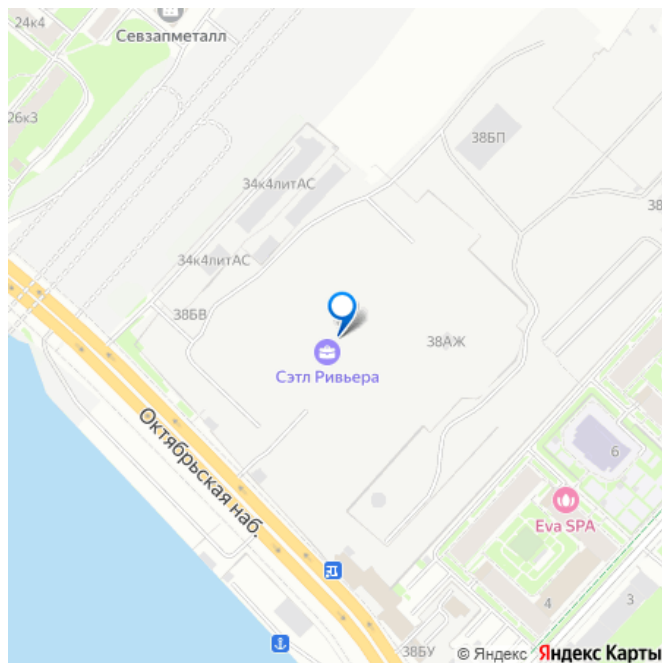 24к4
Севзапметалл
26к3
38БП
34к4литАС
38
34к4литАС
38БВ
38АЖ
Сэтл Ривьера
Октябрьская наб.
6
Eva SPA
4
3
38БУ
© Яндекс Яндекс Карты